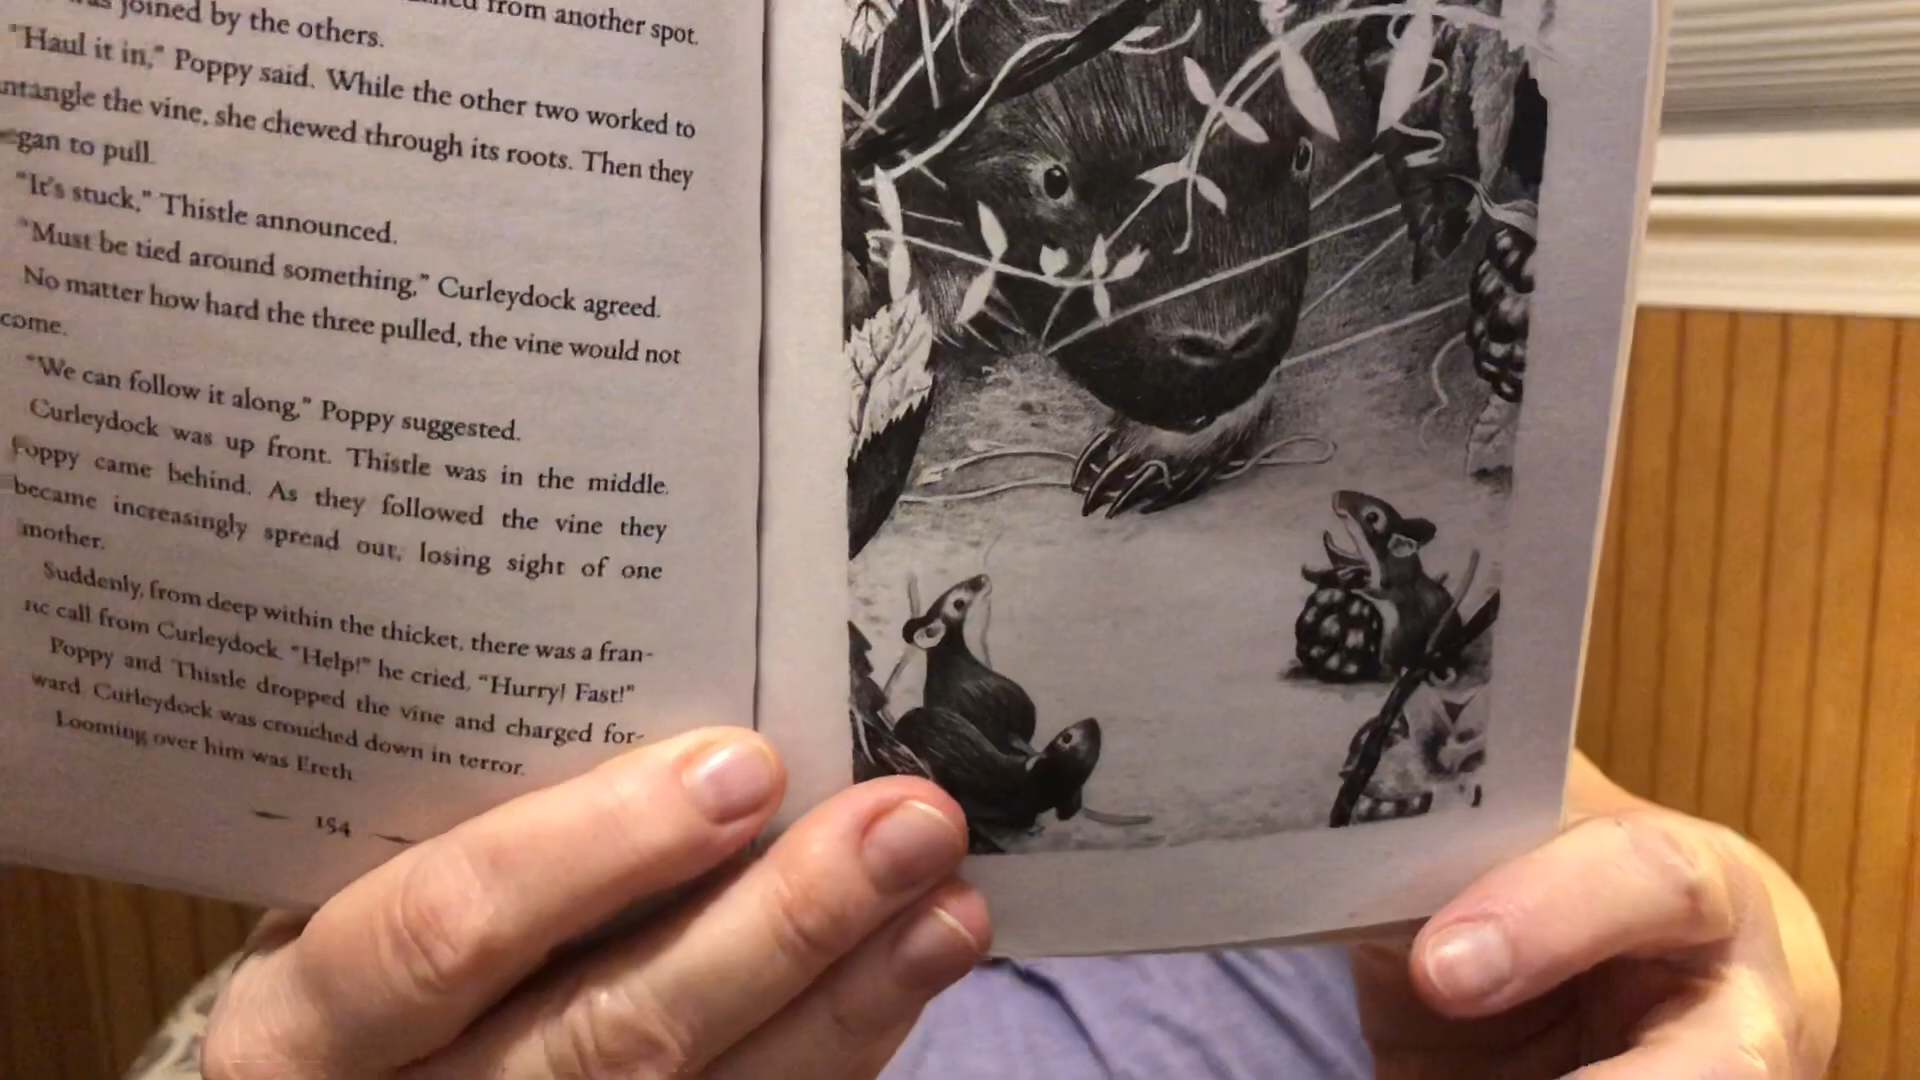 joined by the others. from another spot.
"Haul it in," Poppy said. While the other two worked to
ntangle the vine, she chewed through its roots. Then they
gan to pull.
"It's stuck," Thistle announced.
"Must be tied around something," Curleydock agreed.
No matter how hard the three pulled, the vine would not
come.
"We can follow it along," Poppy suggested.
Curleydock was up front. Thistle was in the middle.
Poppy came behind. As they followed the vine they
became increasingly spread out, losing sight of one
mother.
Suddenly, from deep within the thicket, there was a fran-
tic call from Curleydock. "Help!" he cried, "Hurry! Fast!"
Poppy and Thistle dropped the vine and charged for-
ward. Curleydock was crouched down in terror.
Looming over him was Ereth
154